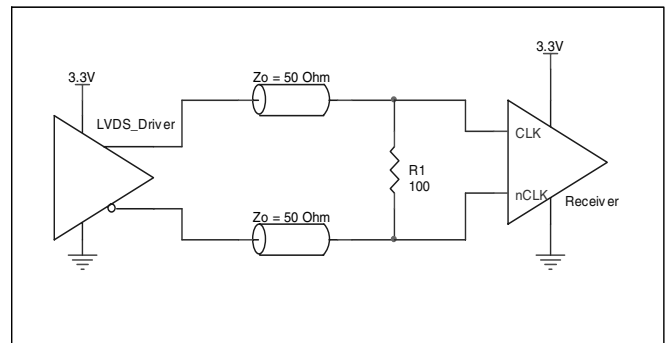 3.3V
Zo = 50 Ohm
3.3V
LVDS_Driver
CLK
R1
100
nCLK
Receiver
Zo = 50 Ohm